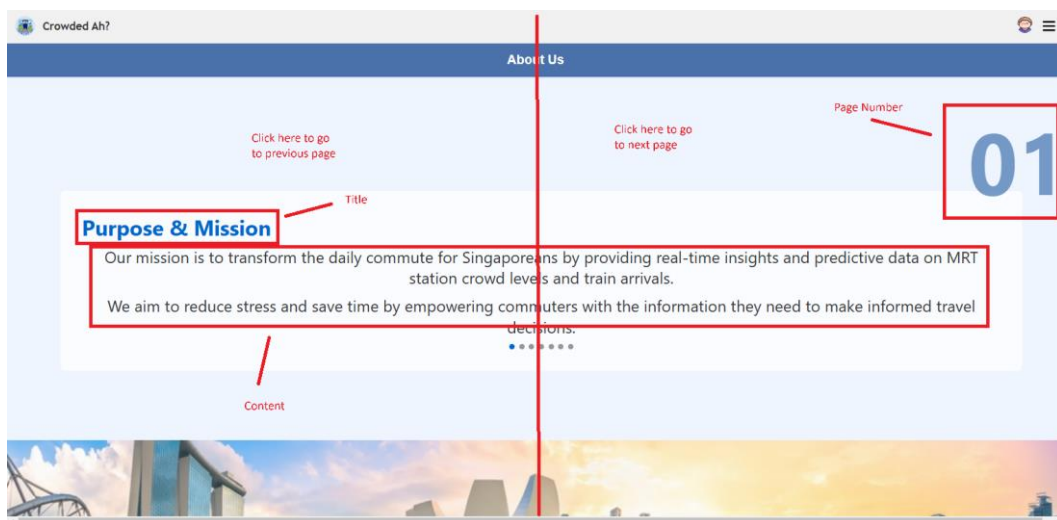 Crowded Ah?
About Us
Page Number
Click here to go
to previous page
Click here to go
to next page
01
Title
Purpose & Mission
Our mission is to transform the daily commute for Singaporeans by providing real-time insights and predictive data on MRT
station crowd levels and train arrivals.
We aim to reduce stress and save time by empowering commuters with the information they need to make informed travel
decisions.
Content